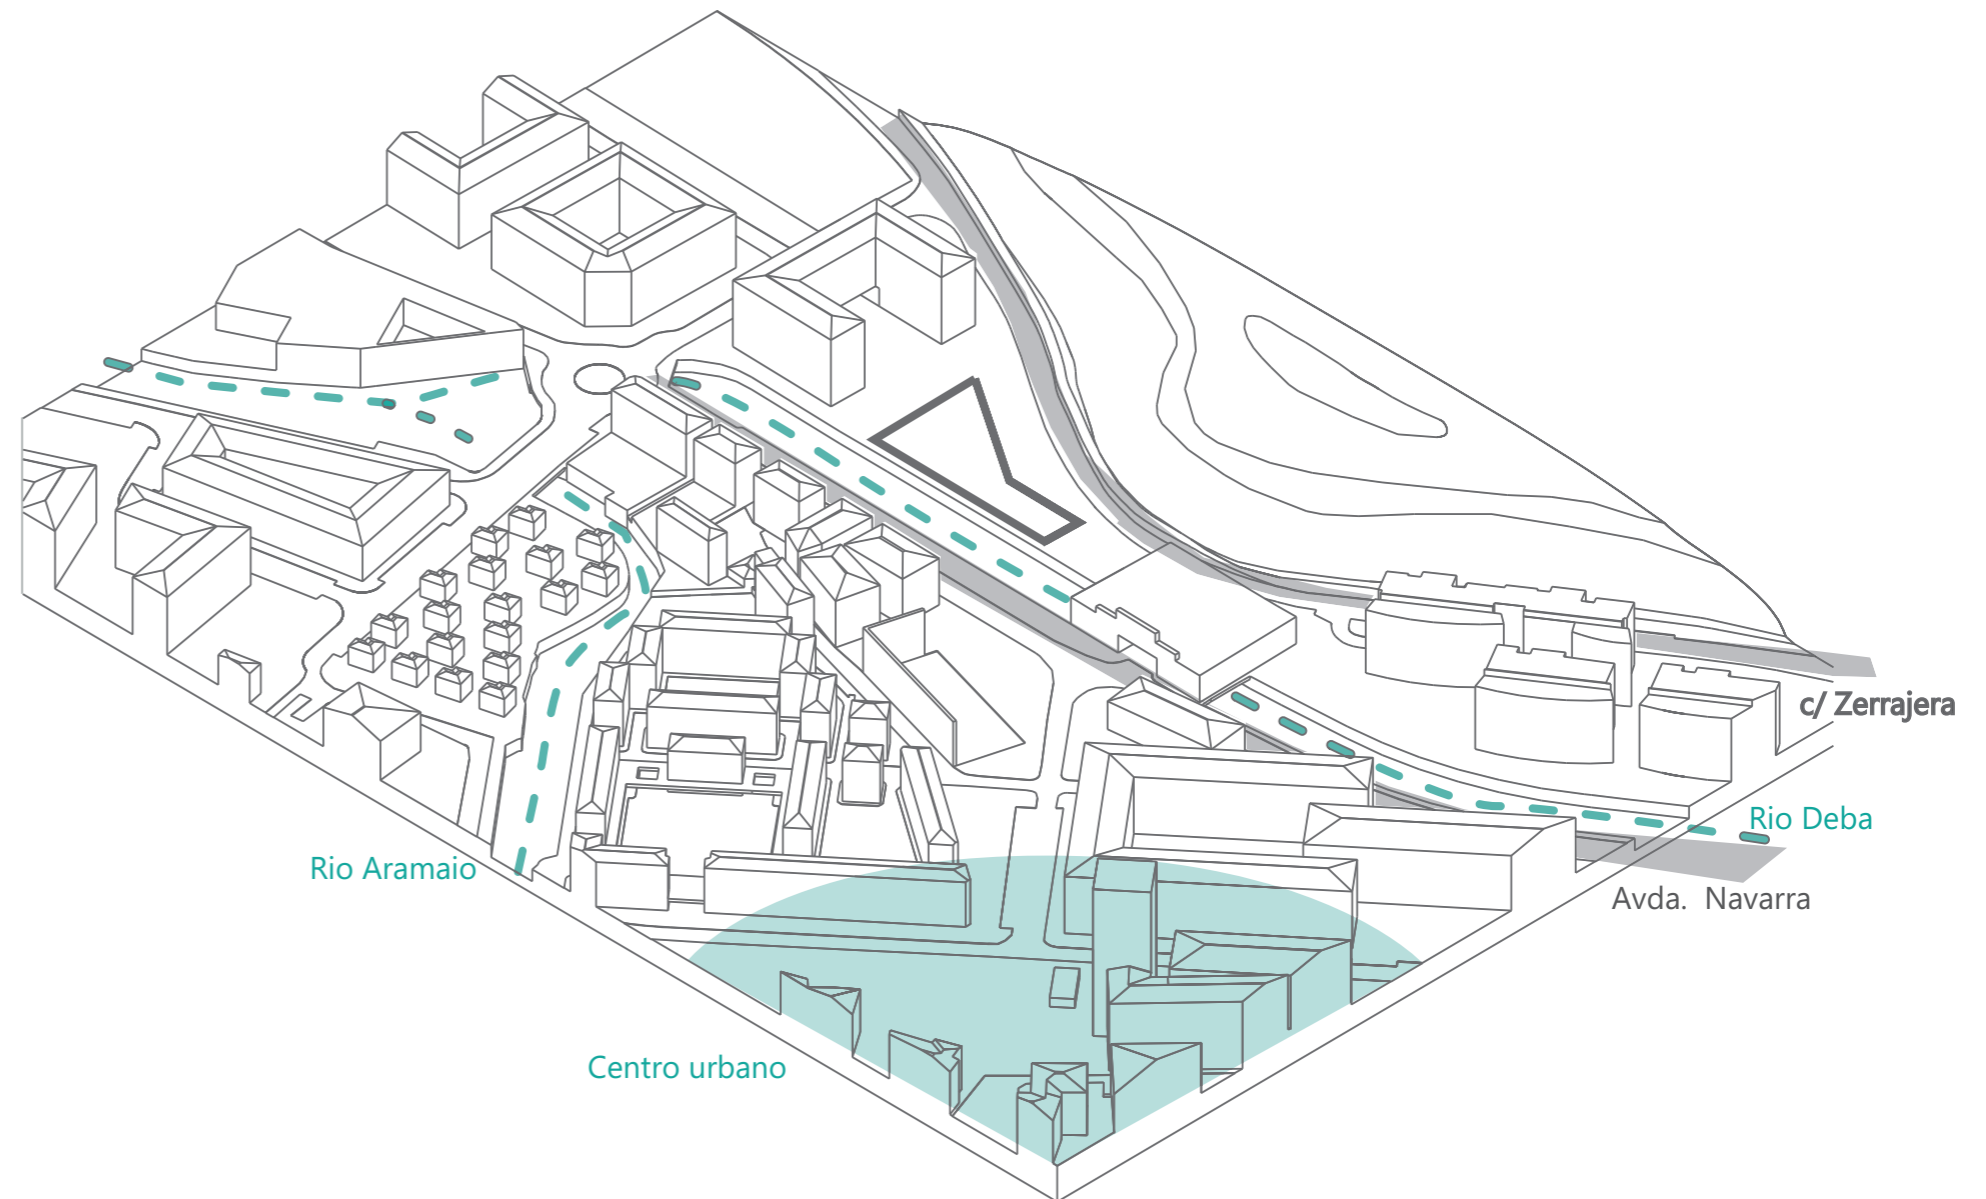 c/ Zerrajera
Rio Deba
Rio Aramaio
Avda. Navarra
Centro urbano